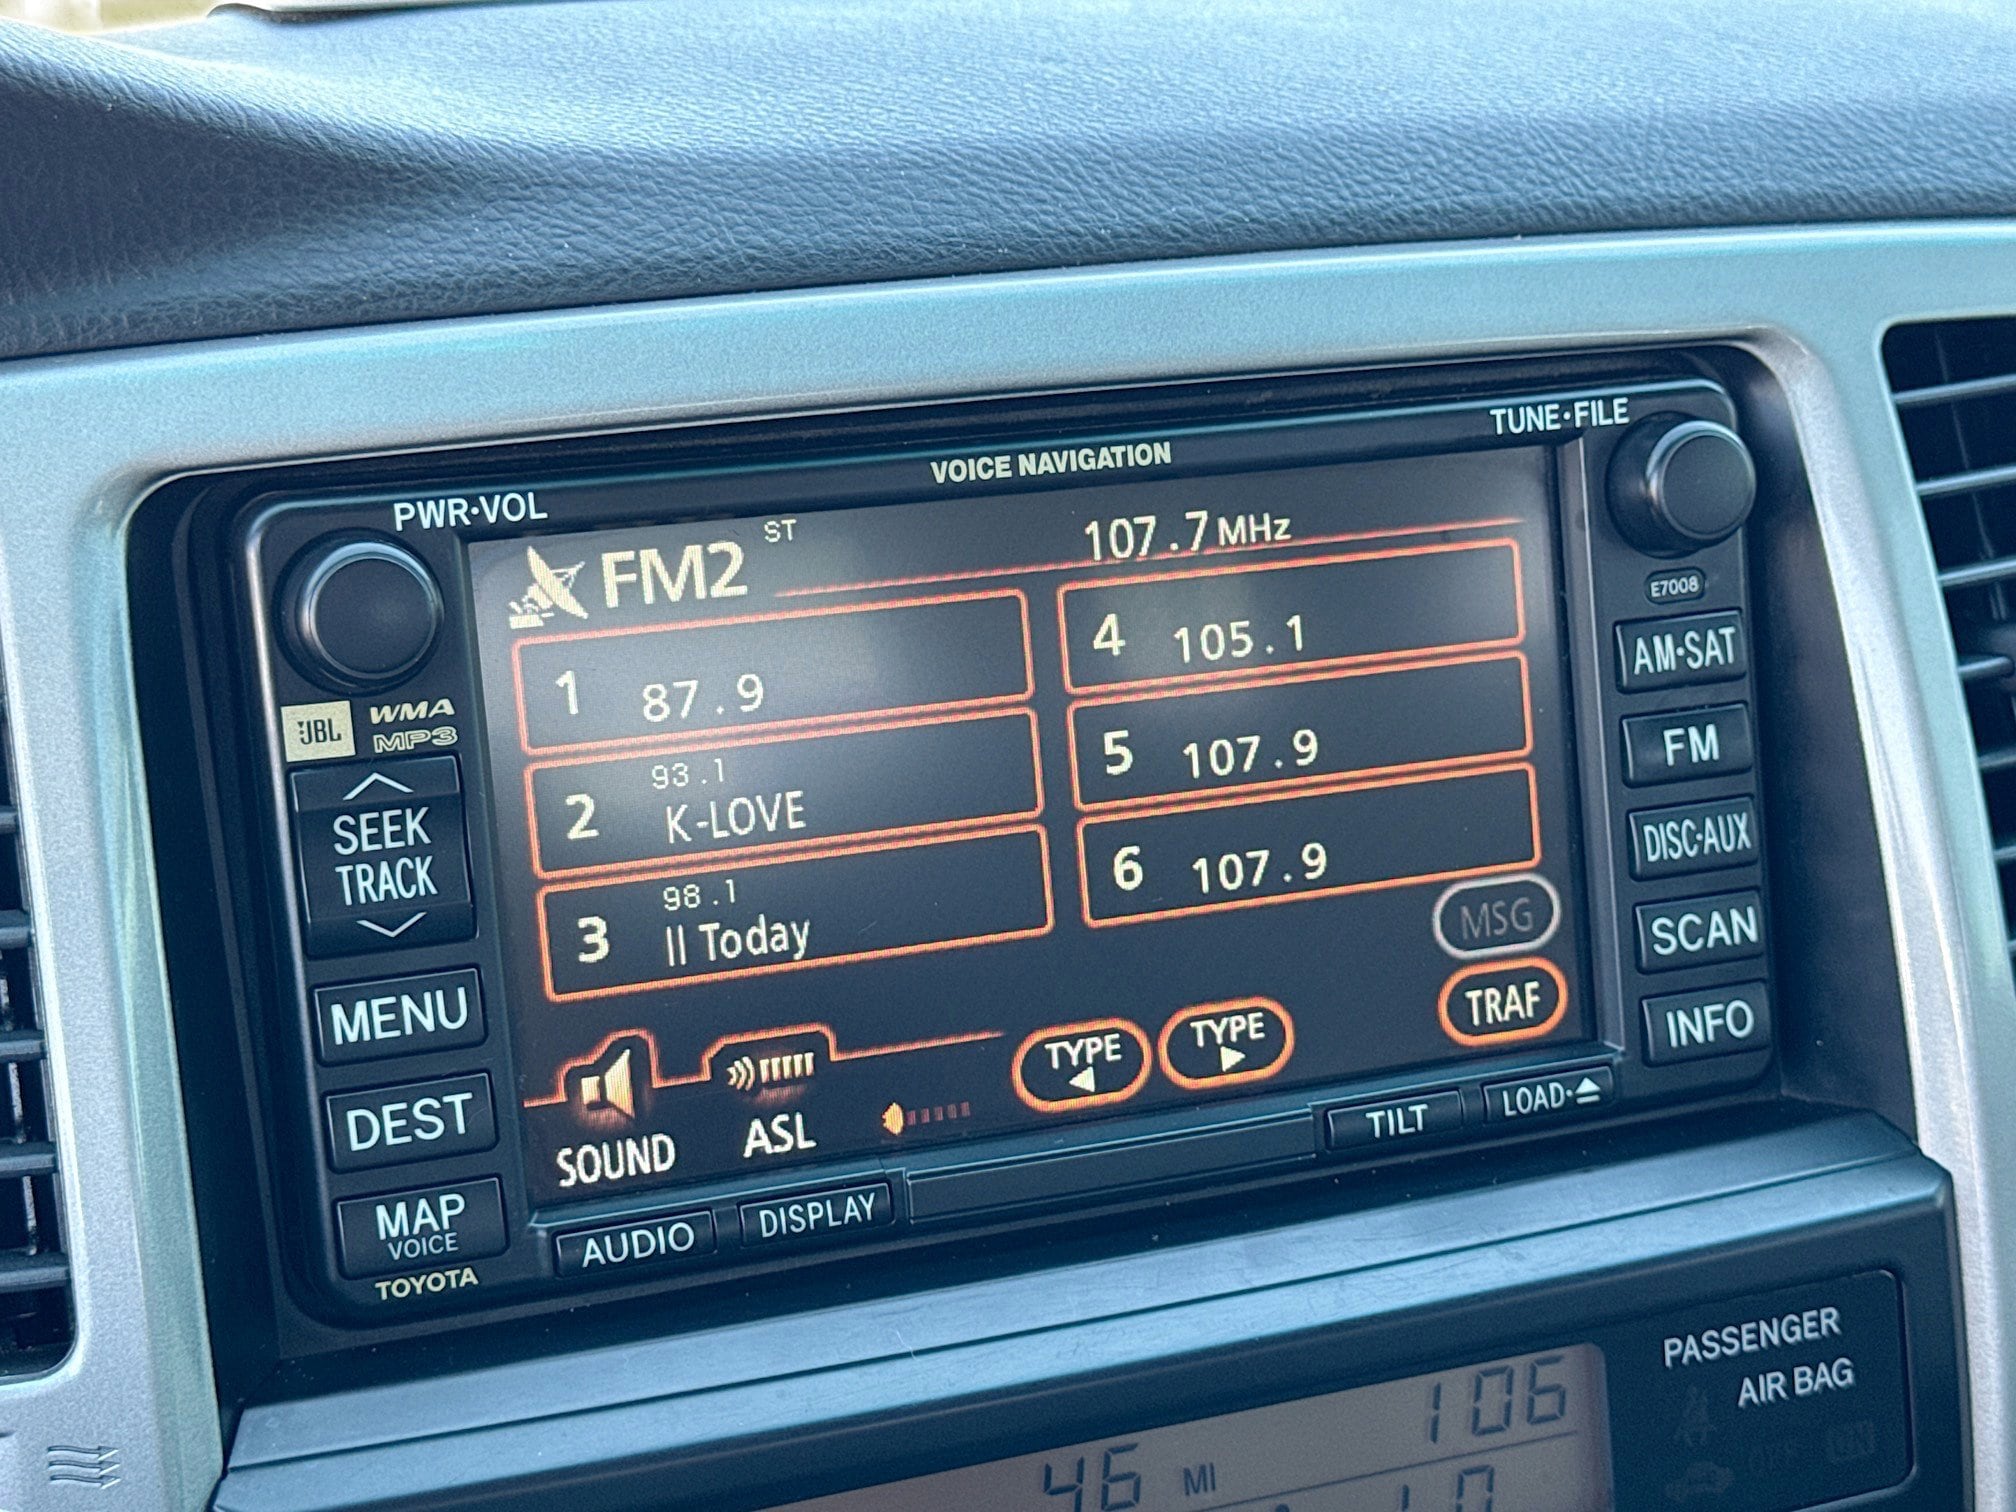 TUNE•FILE
VOICE NAVIGATION
PWR•VOL
FM2 ST 107.7MHz
E7008
1 87.9
4 105.1
AM•SAT
JBL WMA
MP3
2 93.1
K-LOVE
5 107.9
FM
SEEK
TRACK
3 98.1
II Today
6 107.9
DISC•AUX
MSG
SCAN
MENU
TYPE
TYPE
TRAF
INFO
SOUND
ASL
DEST
TILT
LOAD•
MAP
VOICE
AUDIO
DISPLAY
TOYOTA
PASSENGER
AIR BAG
106
46 MI